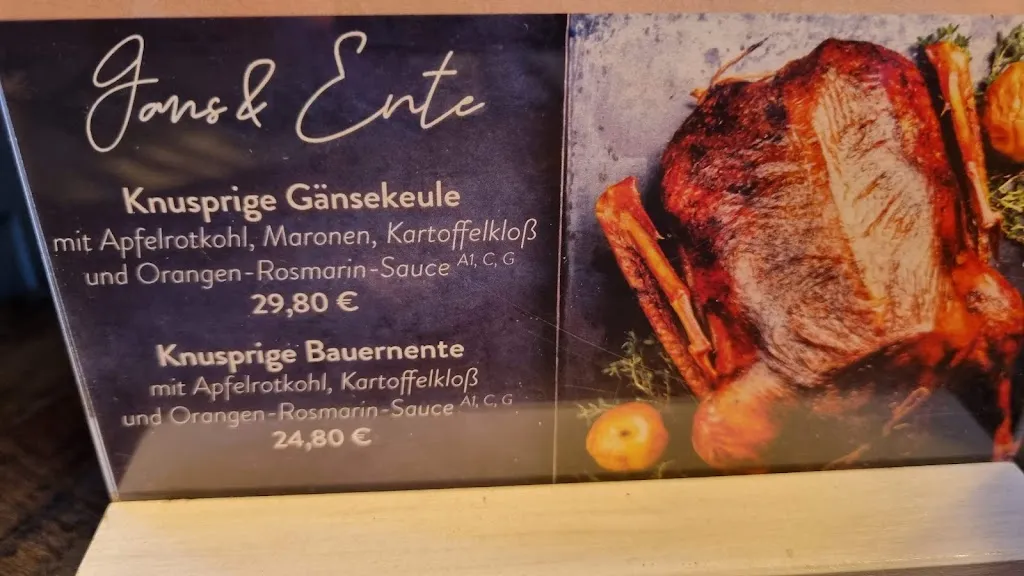 Gans & Ente
Knusprige Gänsekeule
mit Apfelrotkohl, Maronen, Kartoffelkloß
und Orangen-Rosmarin-Sauce A1, C, G
29,80 €
Knusprige Bauernente
mit Apfelrotkohl, Kartoffelkloß
und Orangen-Rosmarin-Sauce A1, C, G
24,80 €